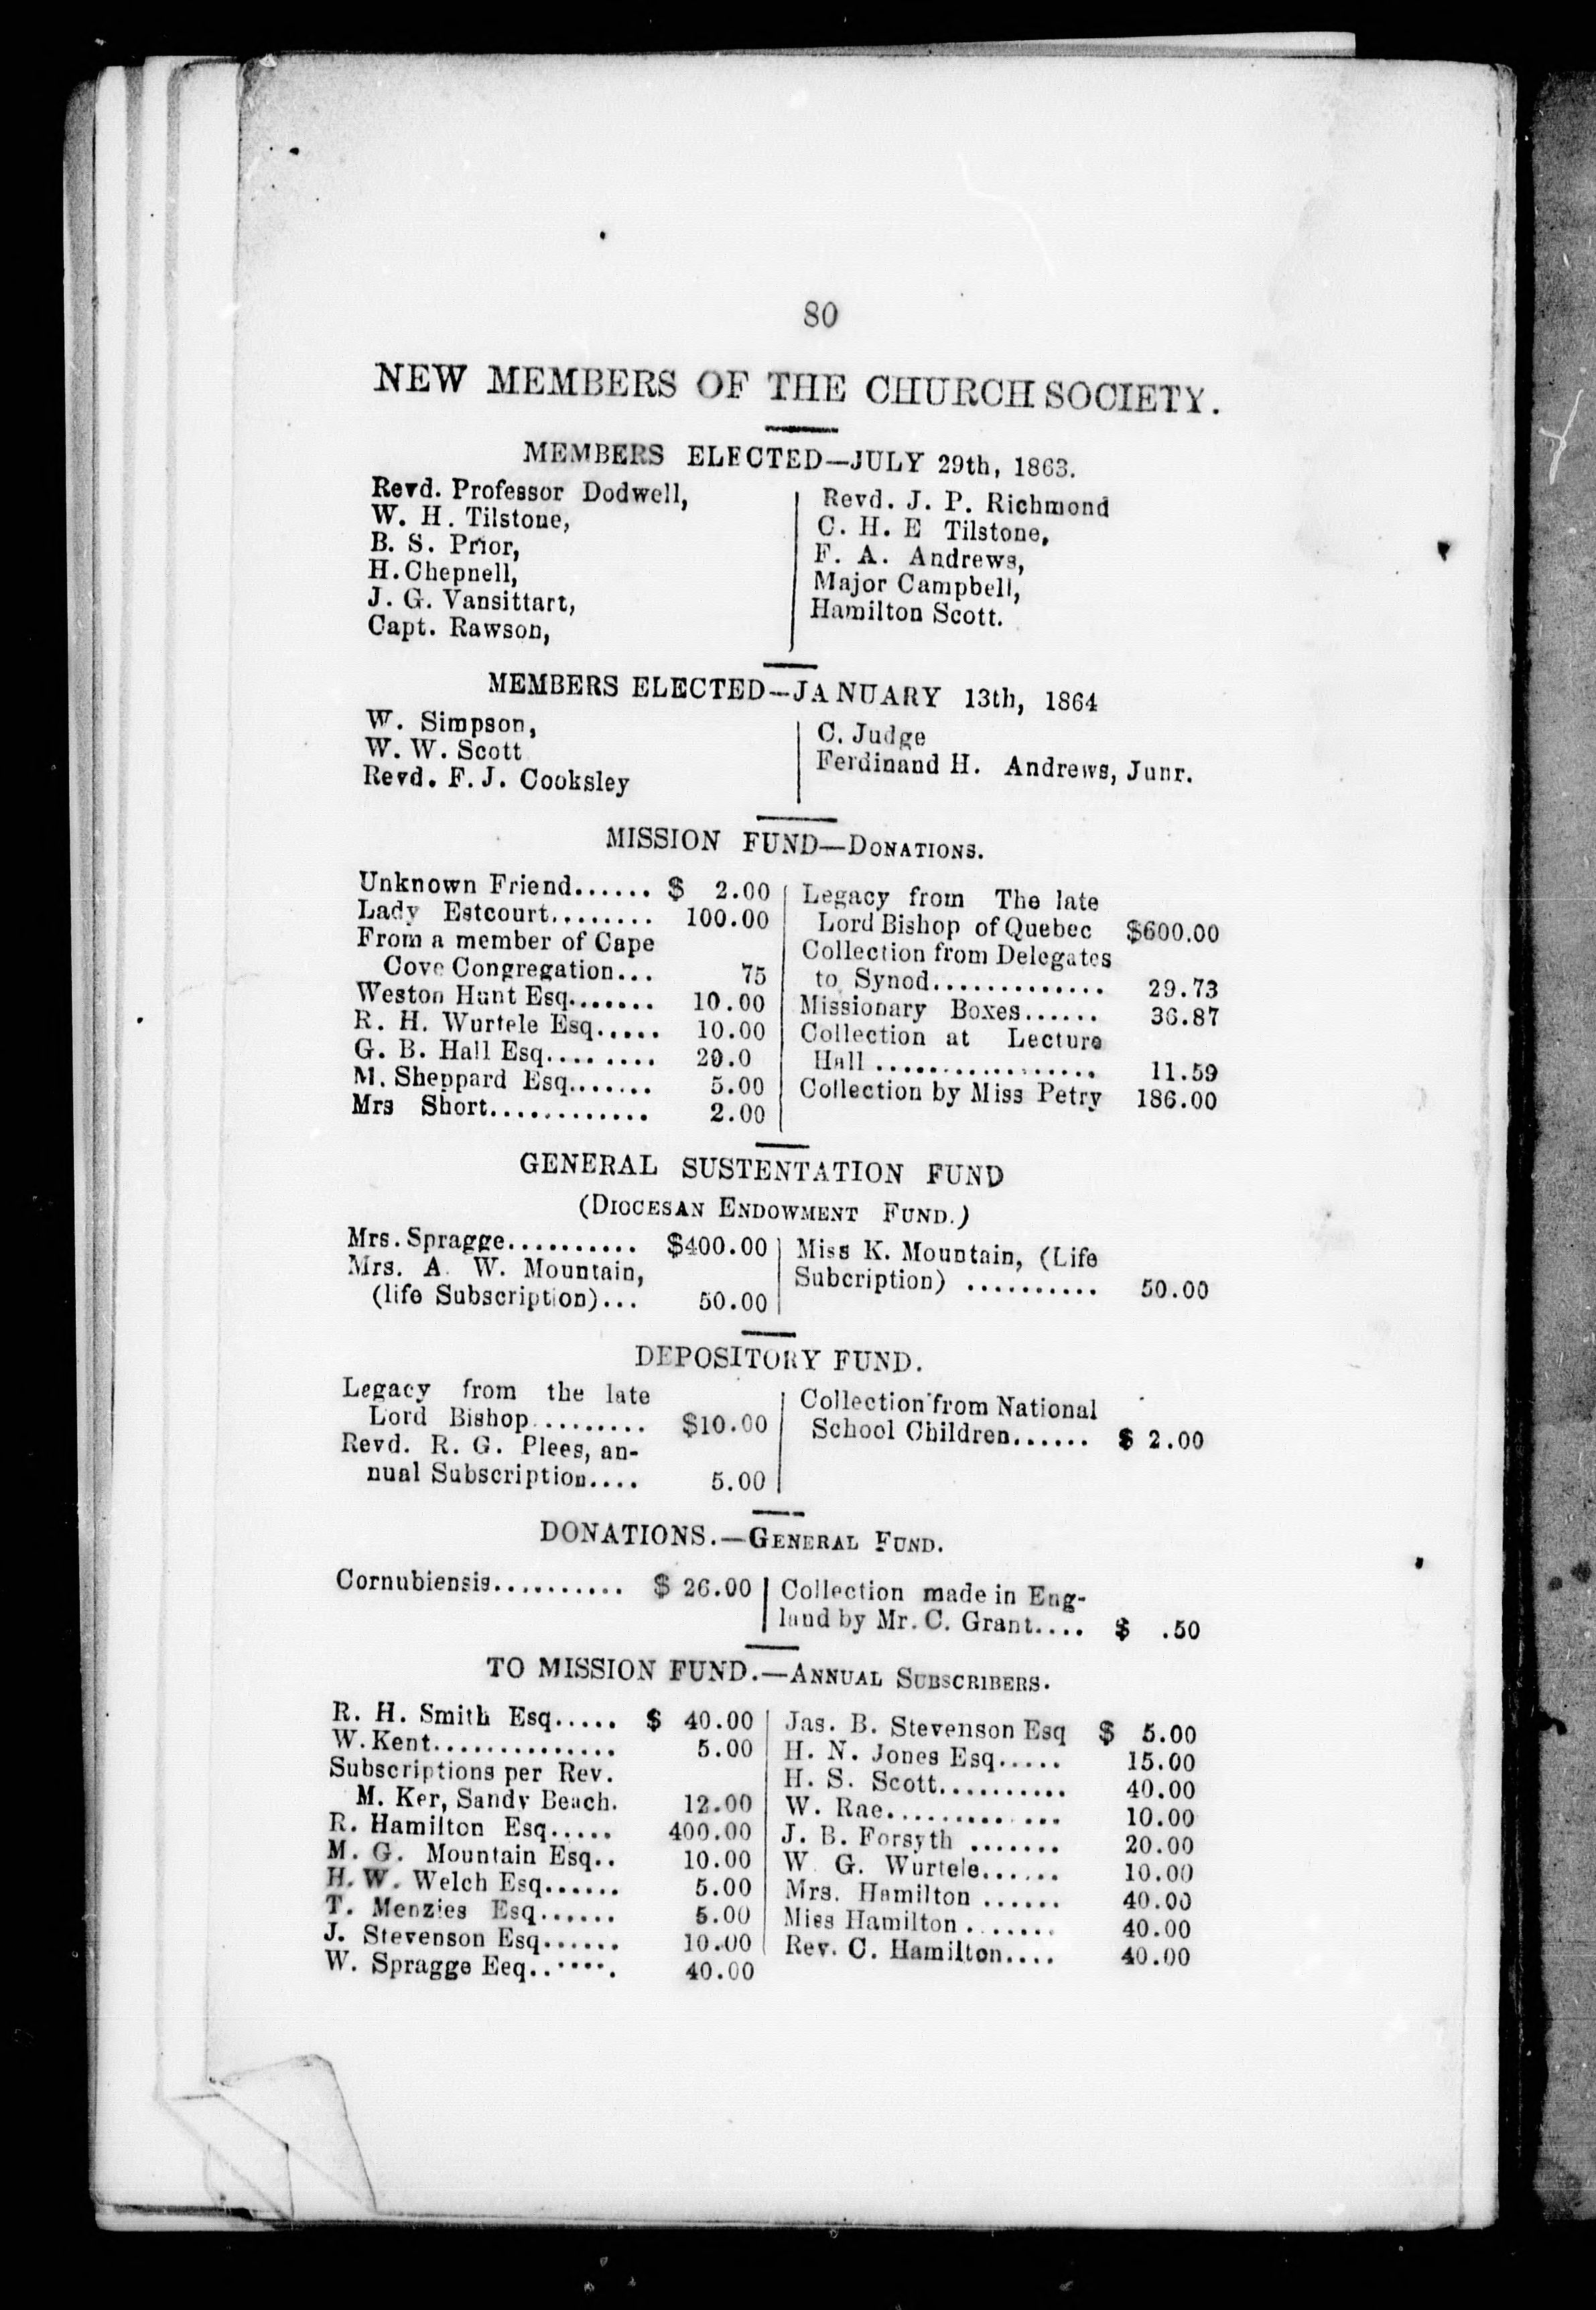 80
NEW MEMBERS OF THE CHURCH SOCIETY.
MEMBERS ELECTED—JULY 29th, 1863.
Revd. Professor Dodwell,
W. H. Tilstone,
B. S. Prior,
H. Chepnell,
J. G. Vansittart,
Capt. Rawson,
Revd. J. P. Richmond
C. H. E Tilstone,
F. A. Andrews,
Major Campbell,
Hamilton Scott.
MEMBERS ELECTED—JANUARY 13th, 1864
W. Simpson,
W. W. Scott
Revd. F. J. Cooksley
C. Judge
Ferdinand H. Andrews, Junr.
MISSION FUND—DONATIONS.
Unknown Friend...... $ 2.00
Lady Estcourt........ 100.00
From a member of Cape
Cove Congregation... 75
Weston Hunt Esq....... 10.00
R. H. Wurtele Esq..... 10.00
G. B. Hall Esq........ 20.0
M. Sheppard Esq....... 5.00
Mrs Short............ 2.00
Legacy from The late
Lord Bishop of Quebec $600.00
Collection from Delegates
to Synod............. 29.73
Missionary Boxes...... 36.87
Collection at Lecture
Hall ................. 11.59
Collection by Miss Petry 186.00
GENERAL SUSTENTATION FUND
(DIOCESAN ENDOWMENT FUND.)
Mrs. Spragge.......... $400.00
Mrs. A. W. Mountain,
(life Subscription)... 50.00
Miss K. Mountain, (Life
Subcription) .......... 50.00
DEPOSITORY FUND.
Legacy from the late
Lord Bishop......... $10.00
Revd. R. G. Plees, an-
nual Subscription.... 5.00
Collection from National
School Children...... $ 2.00
DONATIONS.—GENERAL FUND.
Cornubiensis.......... $ 26.00
Collection made in Eng-
land by Mr. C. Grant.... $ .50
TO MISSION FUND.—ANNUAL SUBSCRIBERS.
R. H. Smith Esq..... $ 40.00
W. Kent.............. 5.00
Subscriptions per Rev.
M. Ker, Sandy Beach. 12.00
R. Hamilton Esq..... 400.00
M. G. Mountain Esq.. 10.00
H. W. Welch Esq...... 5.00
T. Menzies Esq...... 5.00
J. Stevenson Esq...... 10.00
W. Spragge Eeq....... 40.00
Jas. B. Stevenson Esq $ 5.00
H. N. Jones Esq..... 15.00
H. S. Scott.......... 40.00
W. Rae............. 10.00
J. B. Forsyth ....... 20.00
W. G. Wurtele...... 10.00
Mrs. Hamilton ...... 40.00
Miss Hamilton ....... 40.00
Rev. C. Hamilton.... 40.00